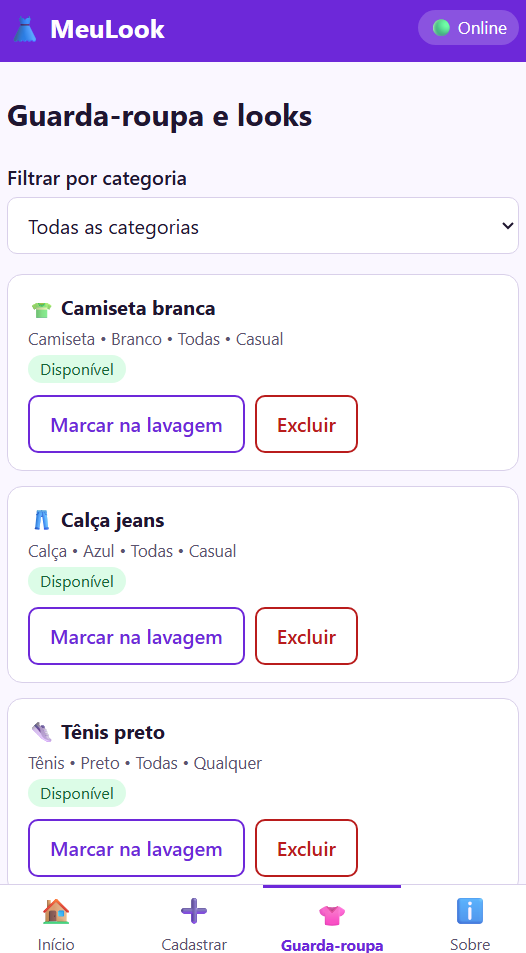 MeuLook
Online
Guarda-roupa e looks
Filtrar por categoria
Todas as categorias
Camiseta branca
Camiseta • Branco • Todas • Casual
Disponível
Marcar na lavagem
Excluir
Calça jeans
Calça • Azul • Todas • Casual
Disponível
Marcar na lavagem
Excluir
Tênis preto
Tênis • Preto • Todas • Qualquer
Disponível
Marcar na lavagem
Excluir
Início
Cadastrar
Guarda-roupa
Sobre